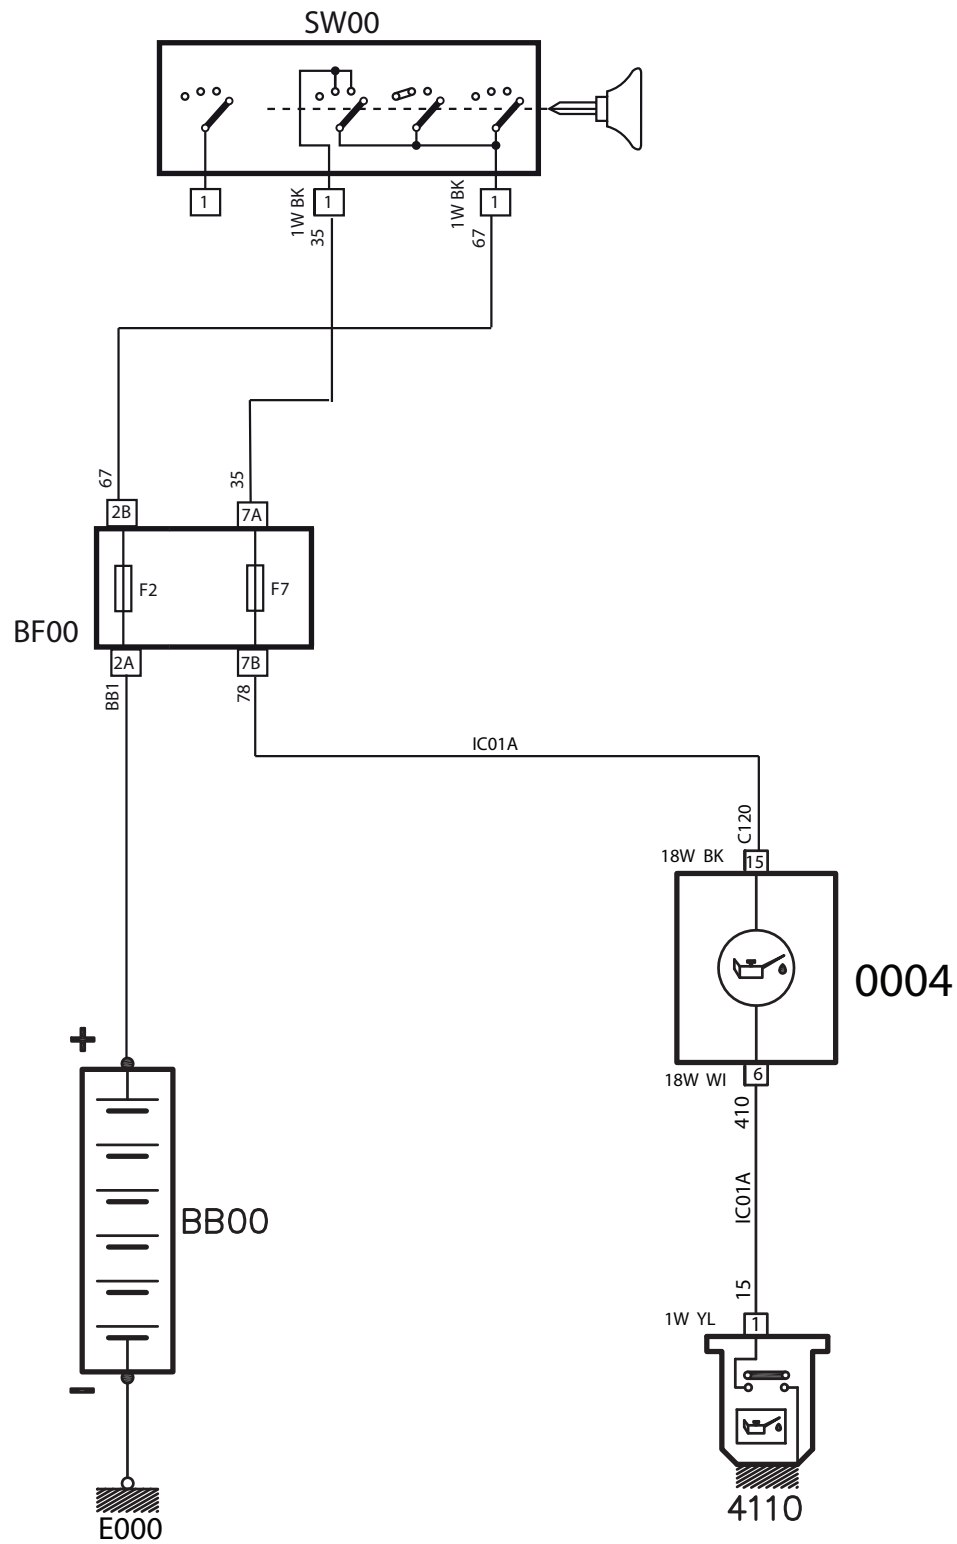 SW00
1
1W BK
1
35
1W BK
1
67
67
35
2B
7A
F2
F7
BF00
2A
7B
BB1
78
IC01A
C120
18W BK
15
0004
+
18W WI
6
410
BB00
IC01A
15
1W YL
1
–
4110
E000